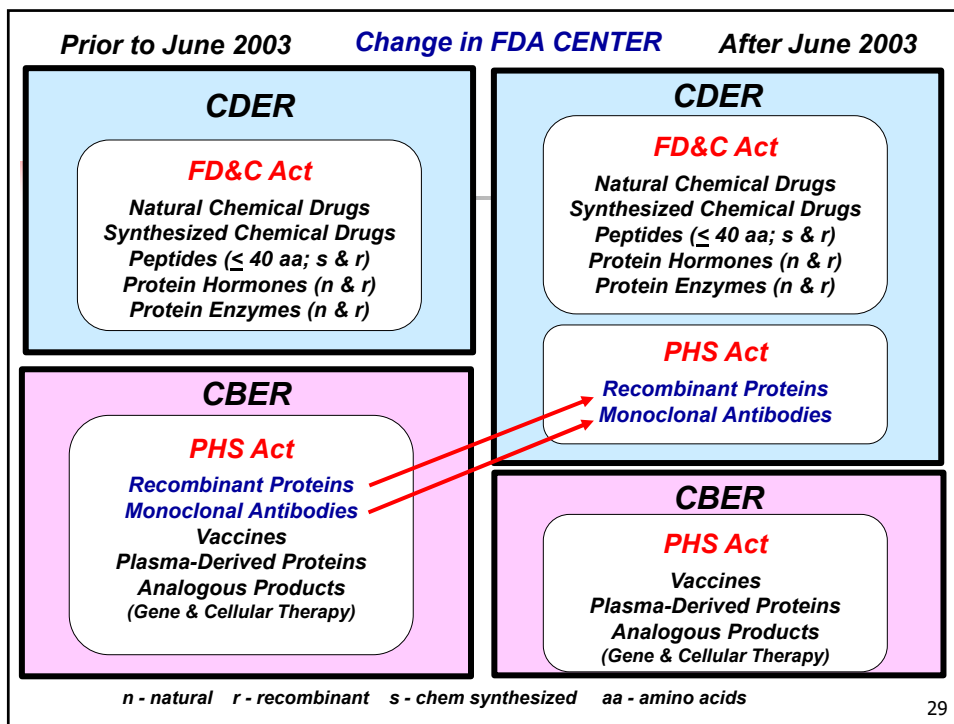 Prior to June 2003
Change in FDA CENTER
After June 2003
CDER
FD&C Act
Natural Chemical Drugs
Synthesized Chemical Drugs
Peptides (< 40 aa; s & r)
Protein Hormones (n & r)
Protein Enzymes (n & r)
CBER
PHS Act
Recombinant Proteins
Monoclonal Antibodies
Vaccines
Plasma-Derived Proteins
Analogous Products
(Gene & Cellular Therapy)
CDER
FD&C Act
Natural Chemical Drugs
Synthesized Chemical Drugs
Peptides (< 40 aa; s & r)
Protein Hormones (n & r)
Protein Enzymes (n & r)
PHS Act
Recombinant Proteins
Monoclonal Antibodies
CBER
PHS Act
Vaccines
Plasma-Derived Proteins
Analogous Products
(Gene & Cellular Therapy)
n - natural r - recombinant s - chem synthesized aa - amino acids
29